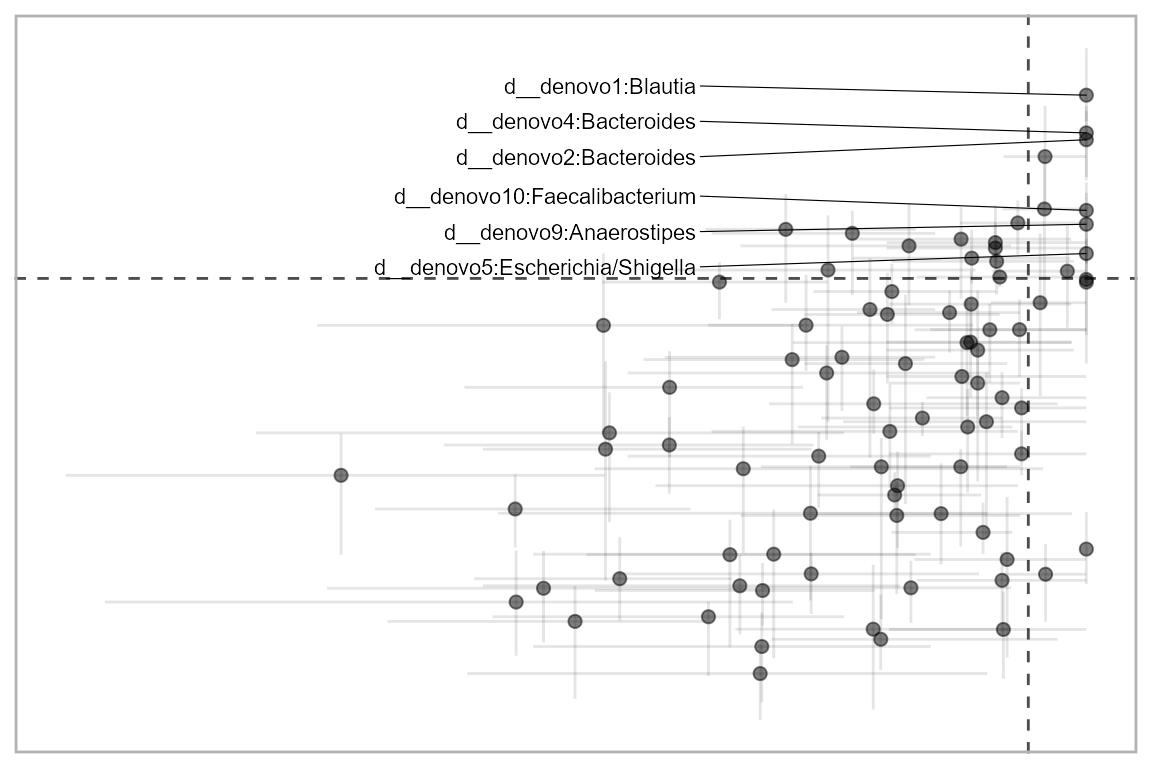 d__denovo1:Blautia
d__denovo4:Bacteroides
d__denovo2:Bacteroides
d__denovo10:Faecalibacterium
d__denovo9:Anaerostipes
d__denovo5:Escherichia/Shigella